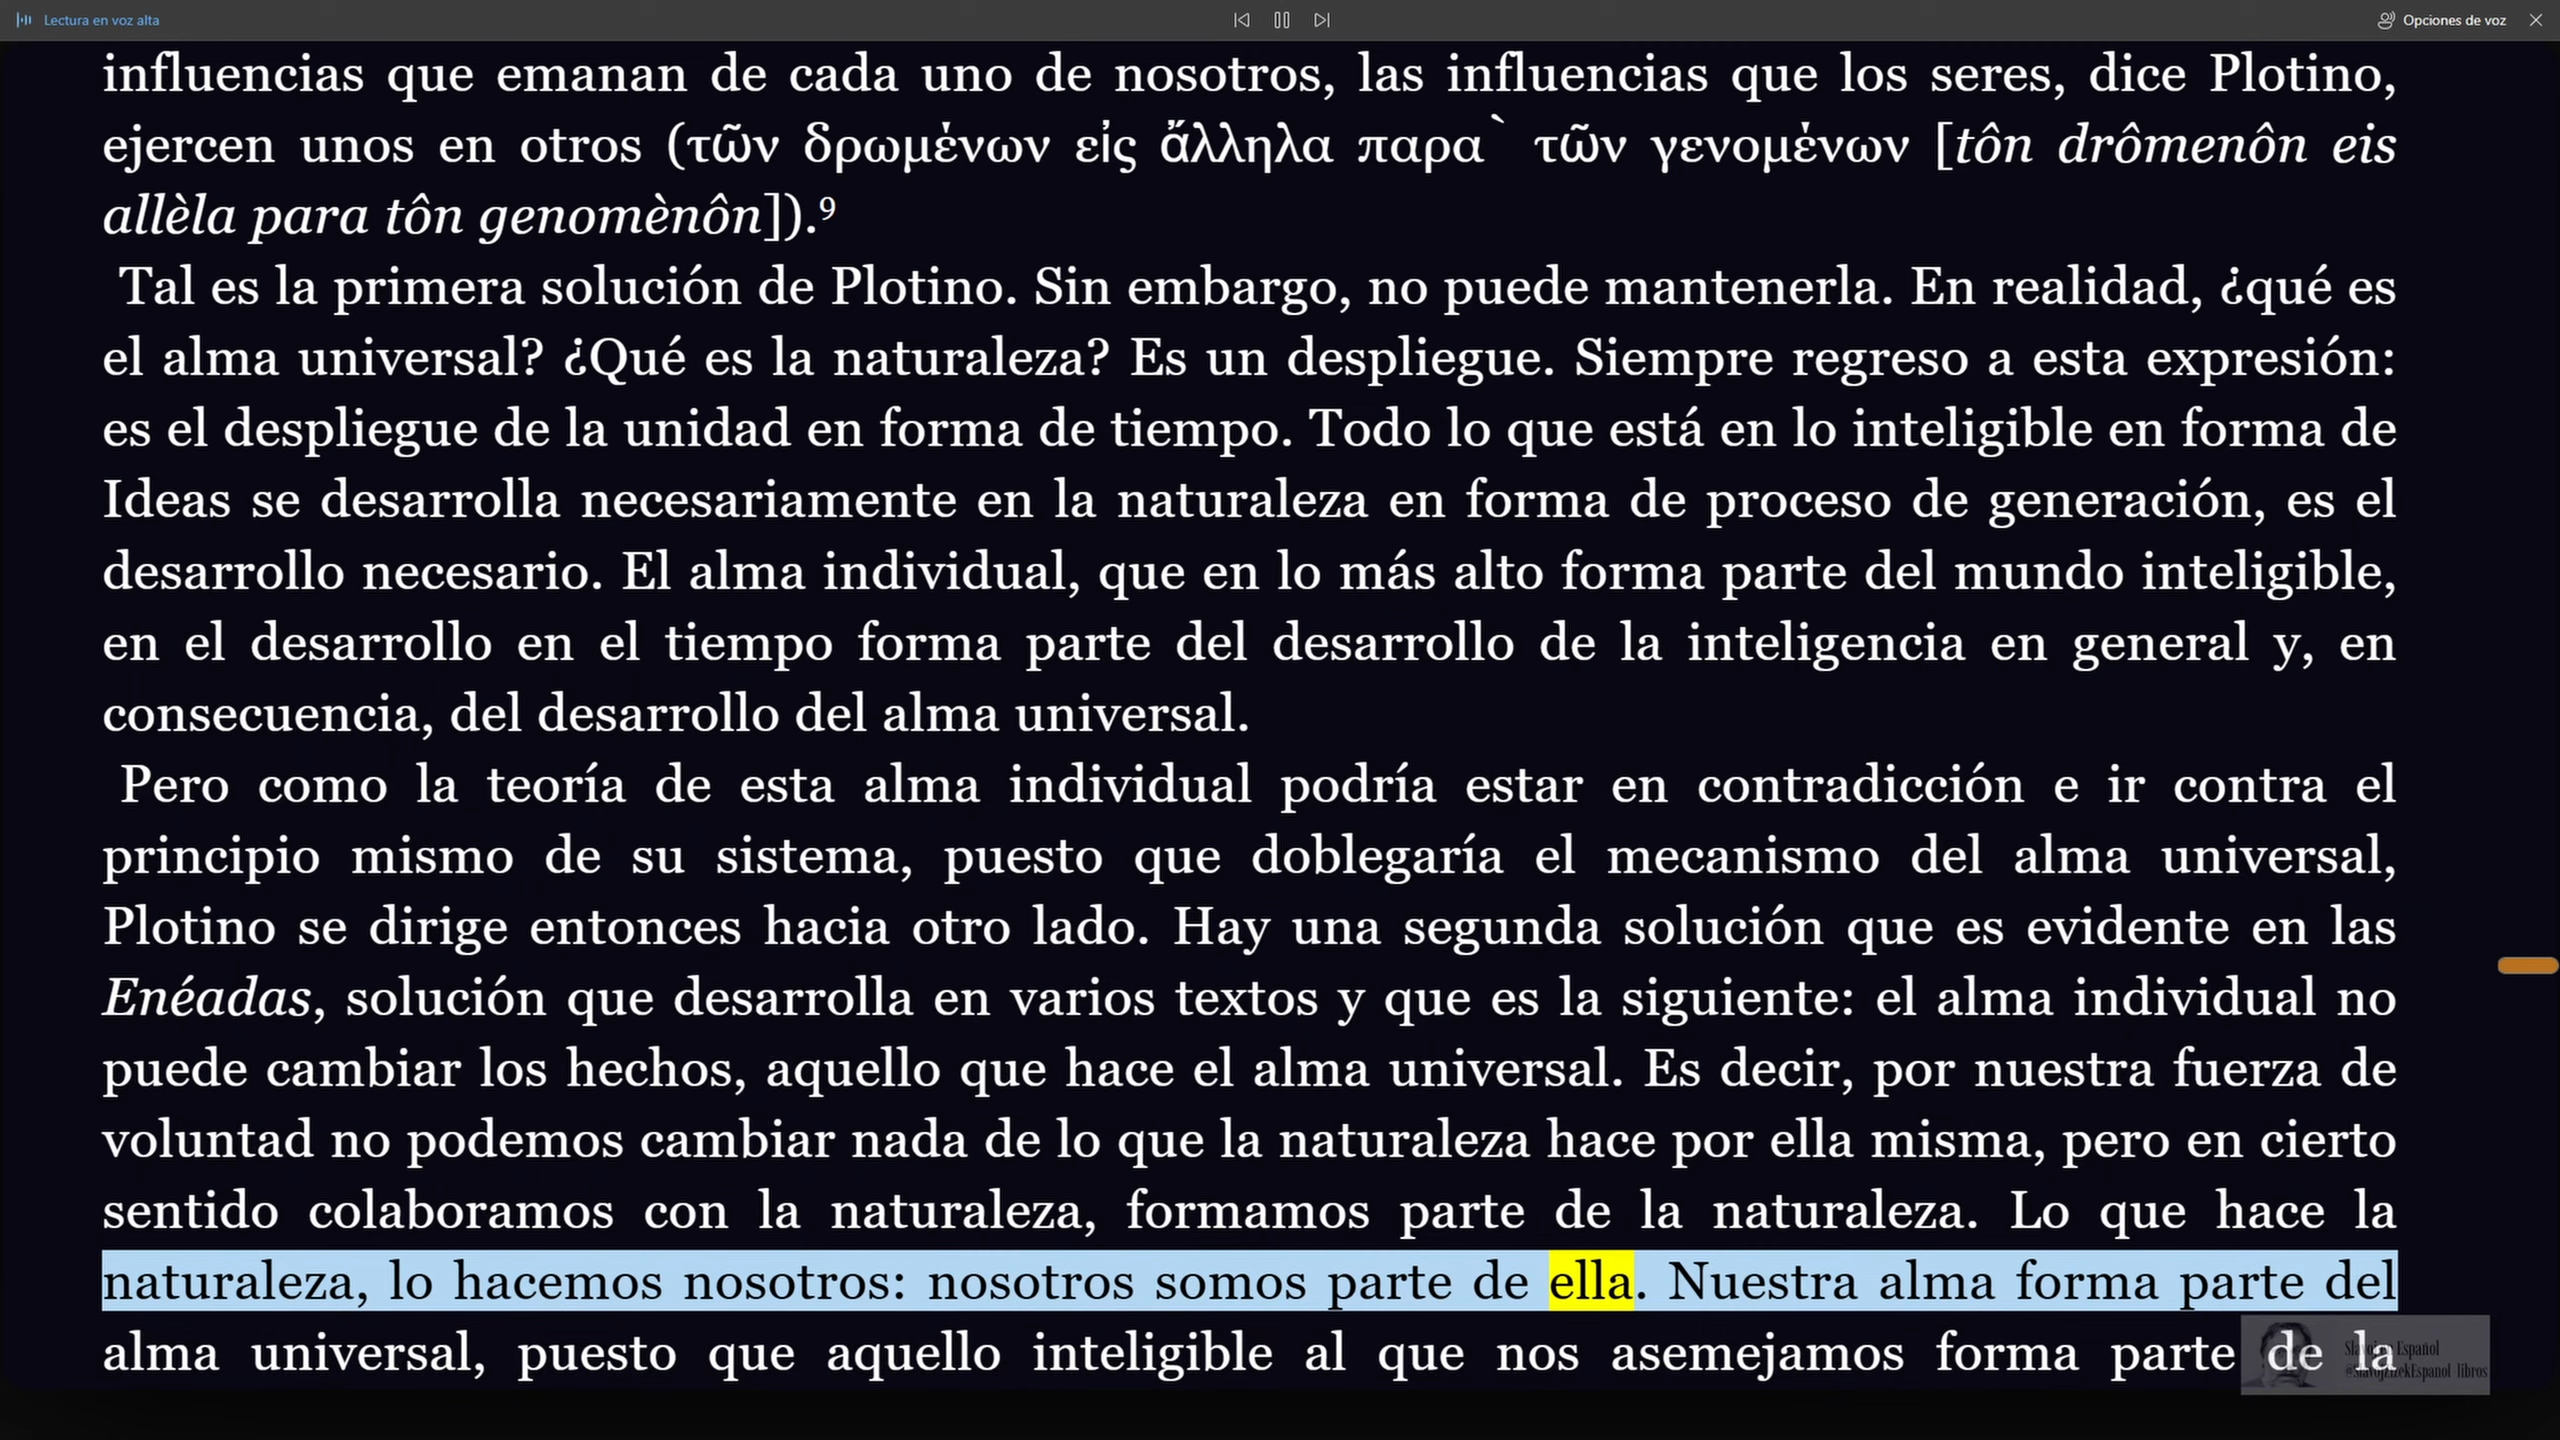 Lectura en voz alta
Opciones de voz
influencias que emanan de cada uno de nosotros, las influencias que los seres, dice Plotino,
ejercen unos en otros (τῶν δρωμένων εἰς ἄλληλα παρα` τῶν γενομένων [tôn drômenôn eis
allèla para tôn genomènôn]).⁹
Tal es la primera solución de Plotino. Sin embargo, no puede mantenerla. En realidad, ¿qué es
el alma universal? ¿Qué es la naturaleza? Es un despliegue. Siempre regreso a esta expresión:
es el despliegue de la unidad en forma de tiempo. Todo lo que está en lo inteligible en forma de
Ideas se desarrolla necesariamente en la naturaleza en forma de proceso de generación, es el
desarrollo necesario. El alma individual, que en lo más alto forma parte del mundo inteligible,
en el desarrollo en el tiempo forma parte del desarrollo de la inteligencia en general y, en
consecuencia, del desarrollo del alma universal.
Pero como la teoría de esta alma individual podría estar en contradicción e ir contra el
principio mismo de su sistema, puesto que doblegaría el mecanismo del alma universal,
Plotino se dirige entonces hacia otro lado. Hay una segunda solución que es evidente en las
Enéadas, solución que desarrolla en varios textos y que es la siguiente: el alma individual no
puede cambiar los hechos, aquello que hace el alma universal. Es decir, por nuestra fuerza de
voluntad no podemos cambiar nada de lo que la naturaleza hace por ella misma, pero en cierto
sentido colaboramos con la naturaleza, formamos parte de la naturaleza. Lo que hace la
naturaleza, lo hacemos nosotros: nosotros somos parte de ella. Nuestra alma forma parte del
alma universal, puesto que aquello inteligible al que nos asemejamos forma parte de la
Español